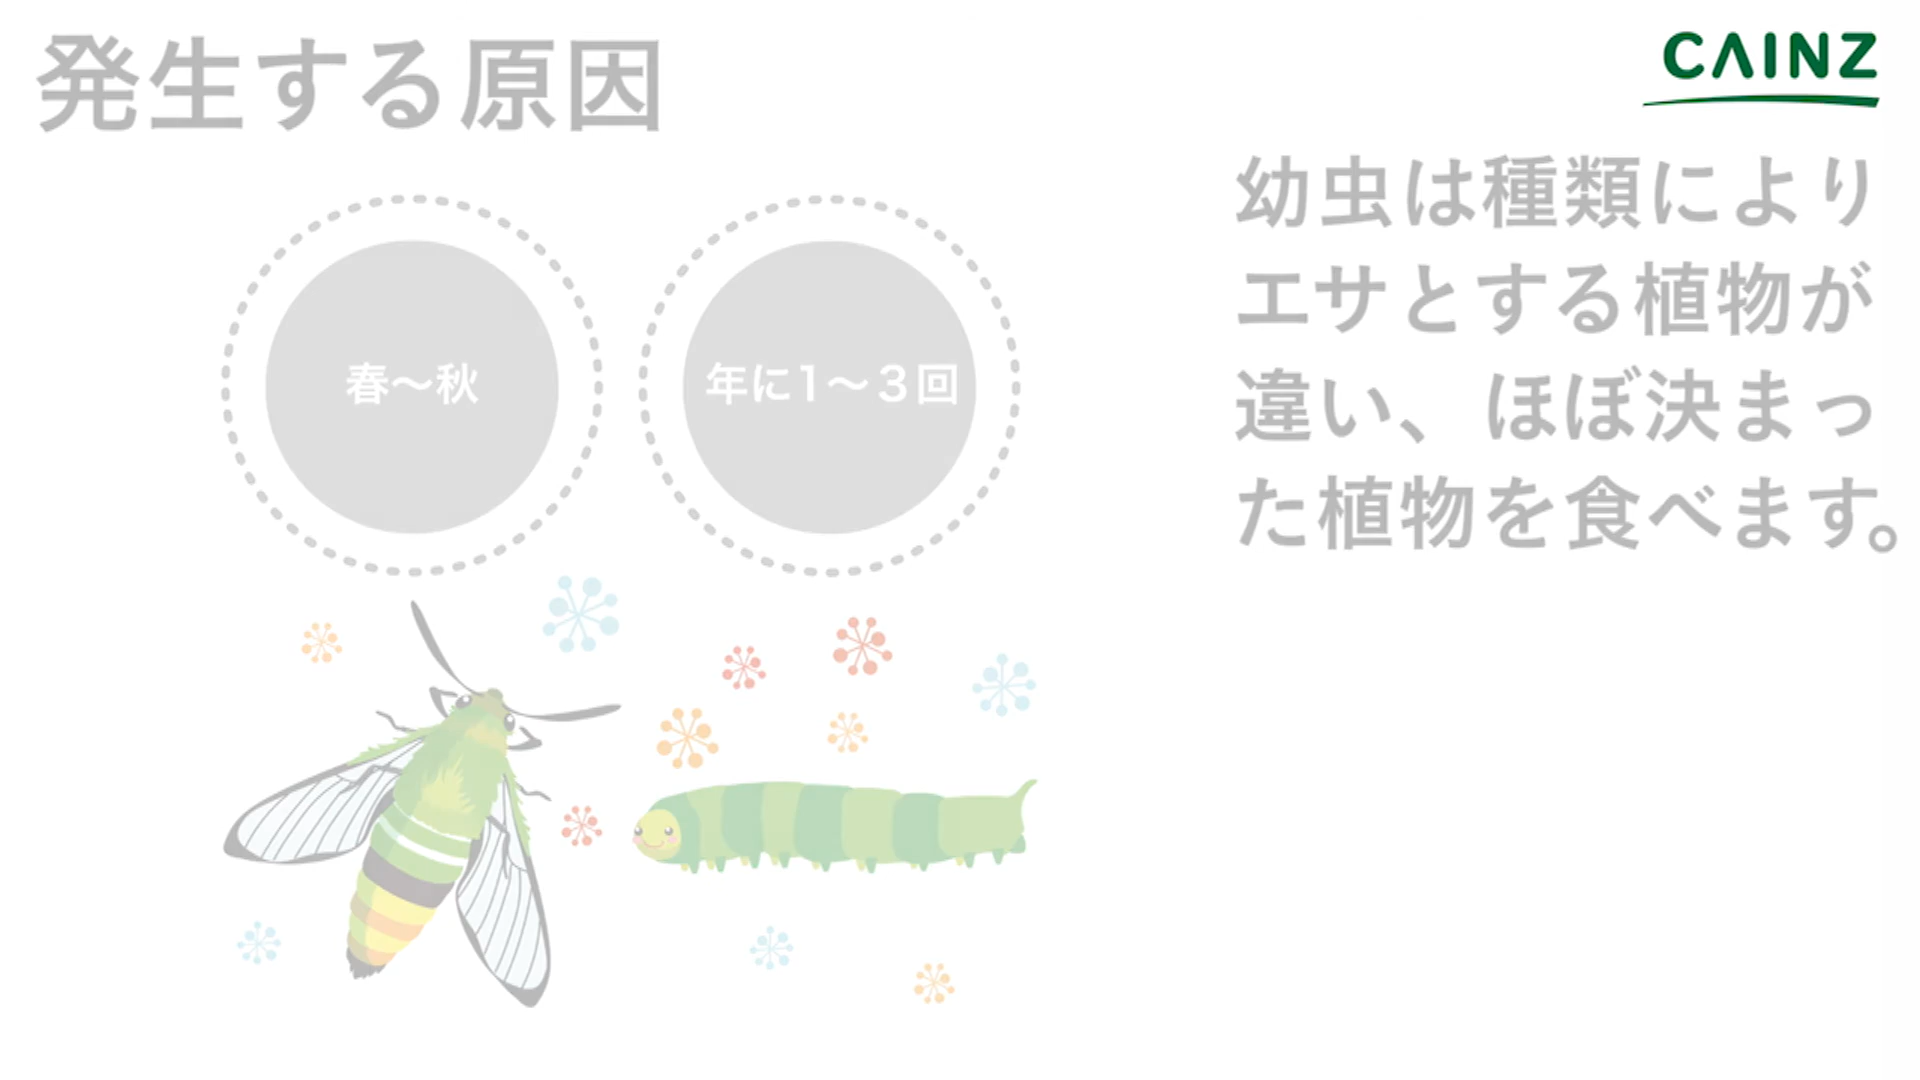 発生する原因
CAINZ
春〜秋
年に1〜３回
幼虫は種類により
エサとする植物が
違い、ほぼ決まっ
た植物を食べます。